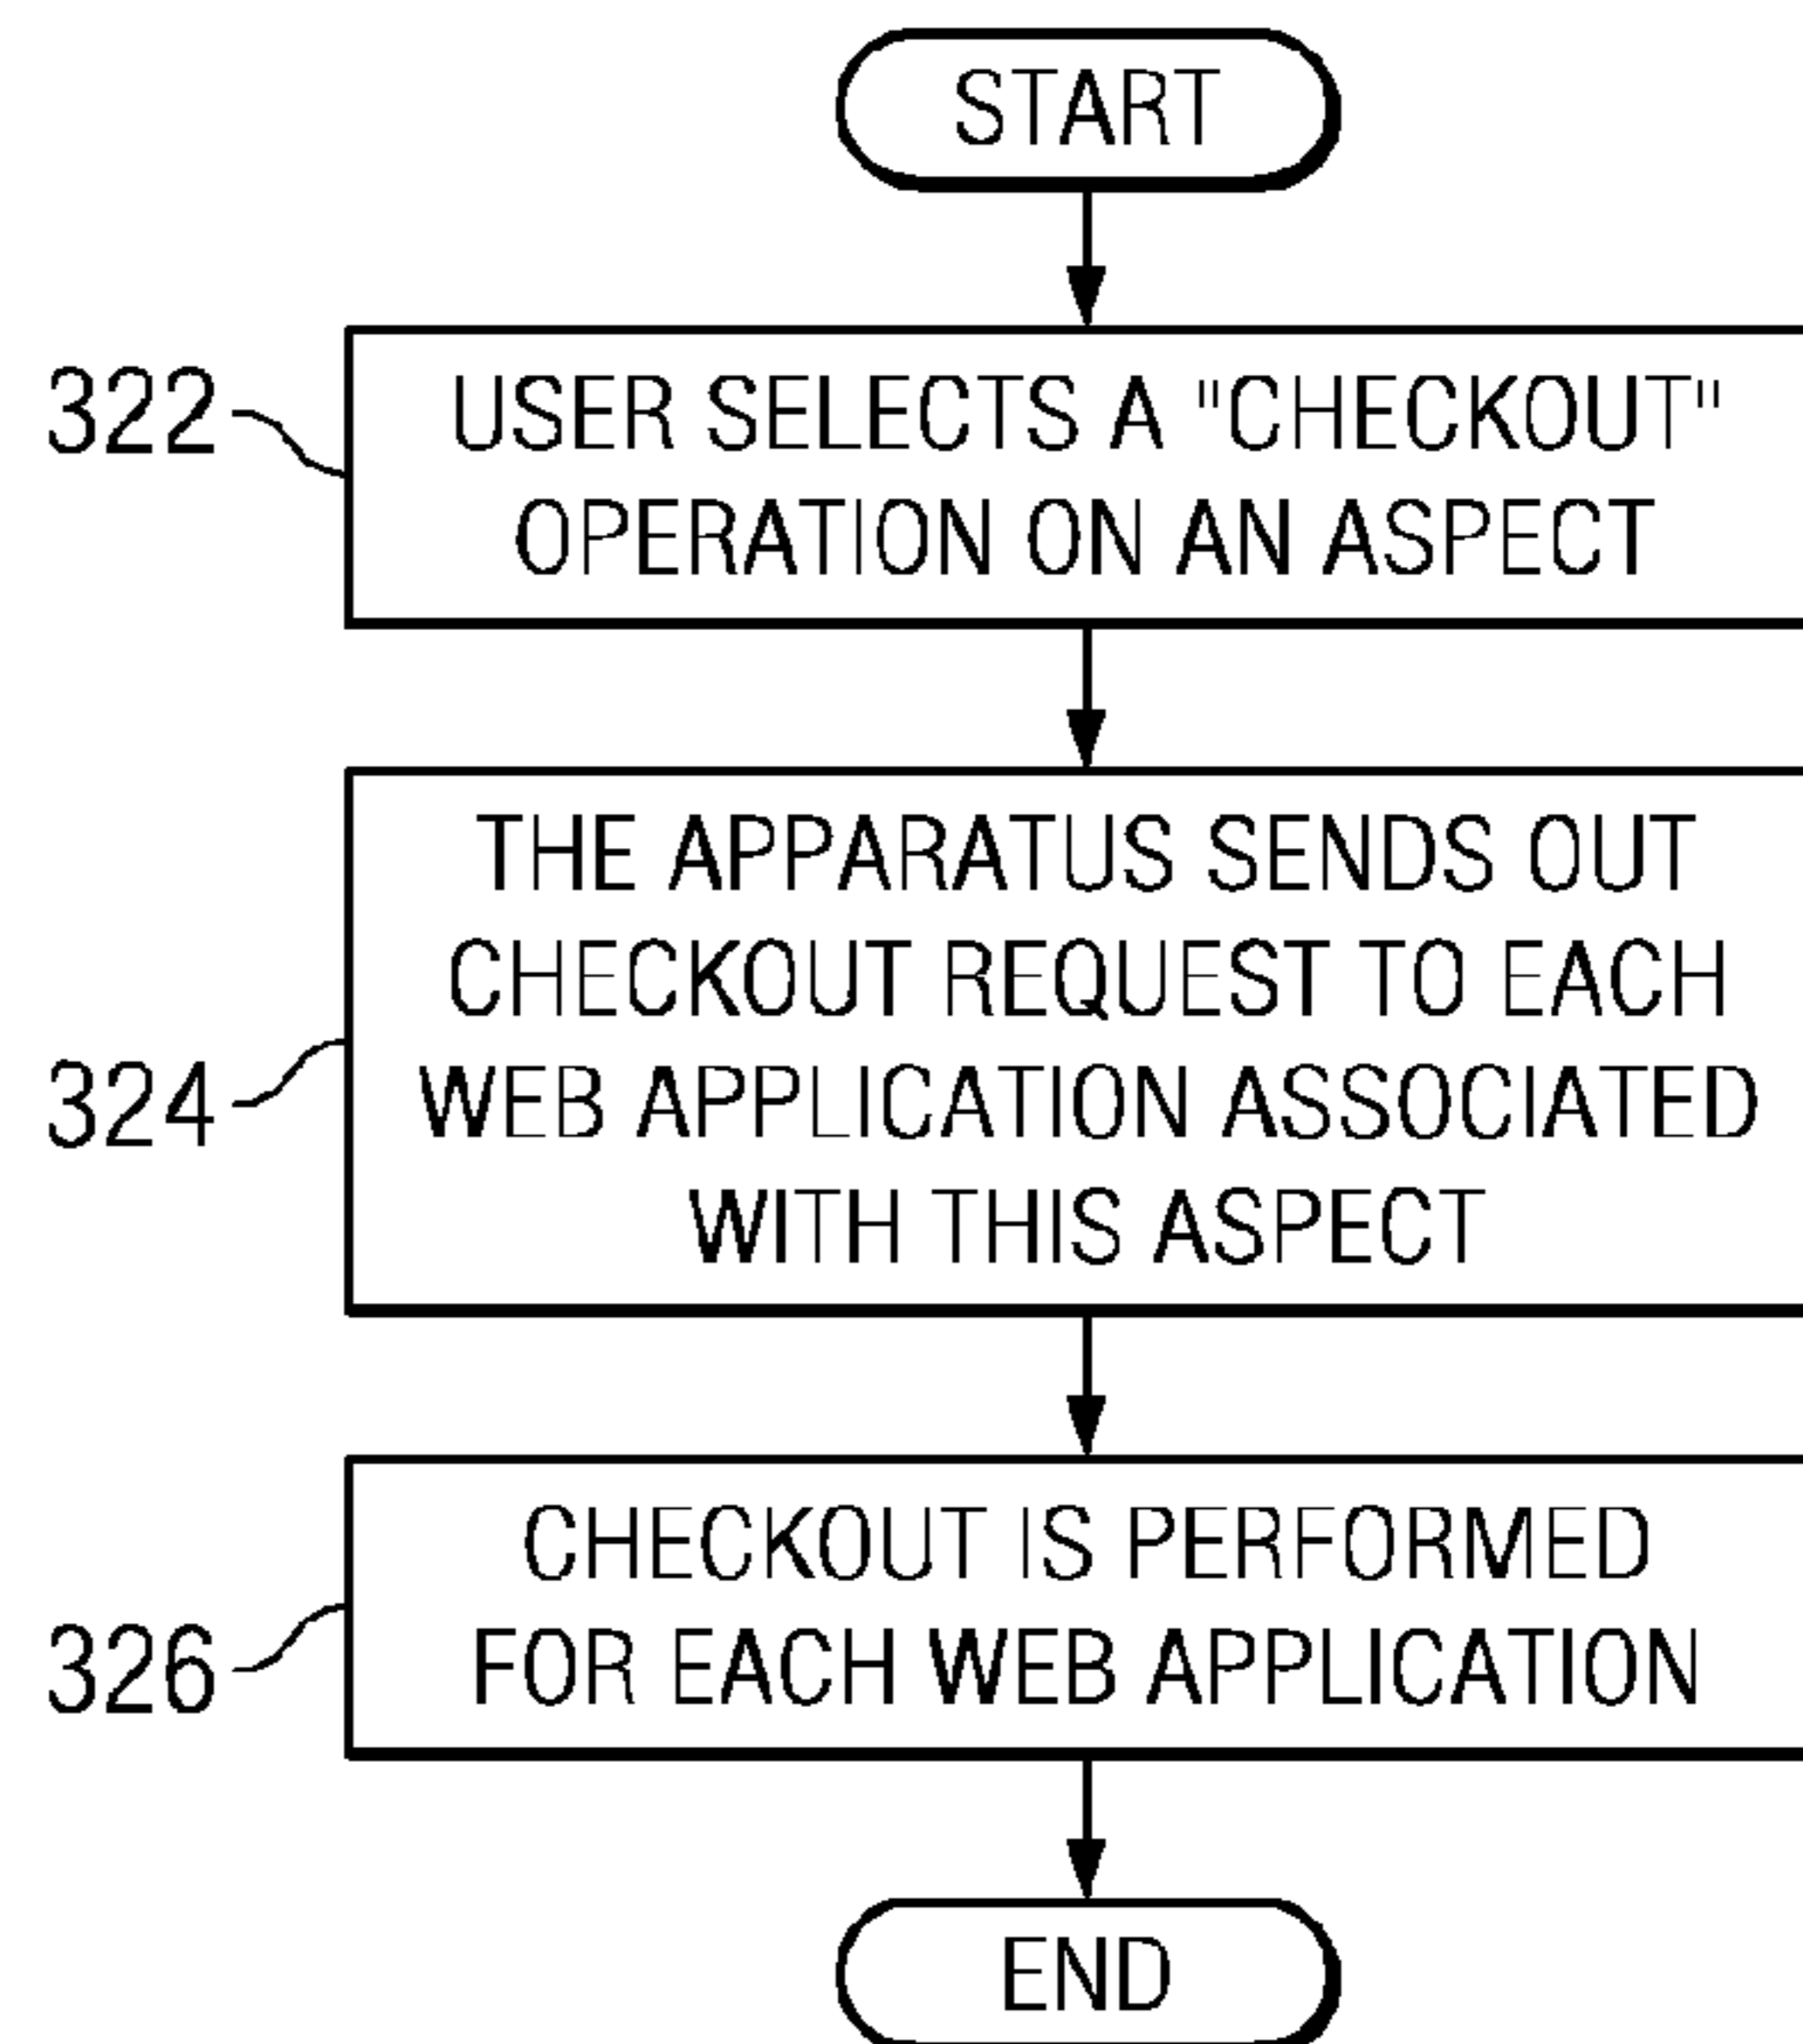 START
322
USER SELECTS A "CHECKOUT"
OPERATION ON AN ASPECT
THE APPARATUS SENDS OUT
CHECKOUT REQUEST TO EACH
324
WEB APPLICATION ASSOCIATED
WITH THIS ASPECT
CHECKOUT IS PERFORMED
326
FOR EACH WEB APPLICATION
END